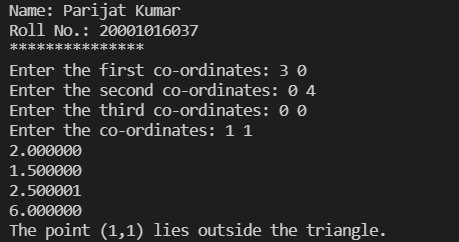 Name: Parijat Kumar
Roll No.: 20001016037
***************
Enter the first co-ordinates: 3 0
Enter the second co-ordinates: 0 4
Enter the third co-ordinates: 0 0
Enter the co-ordinates: 1 1
2.000000
1.500000
2.500001
6.000000
The point (1,1) lies outside the triangle.